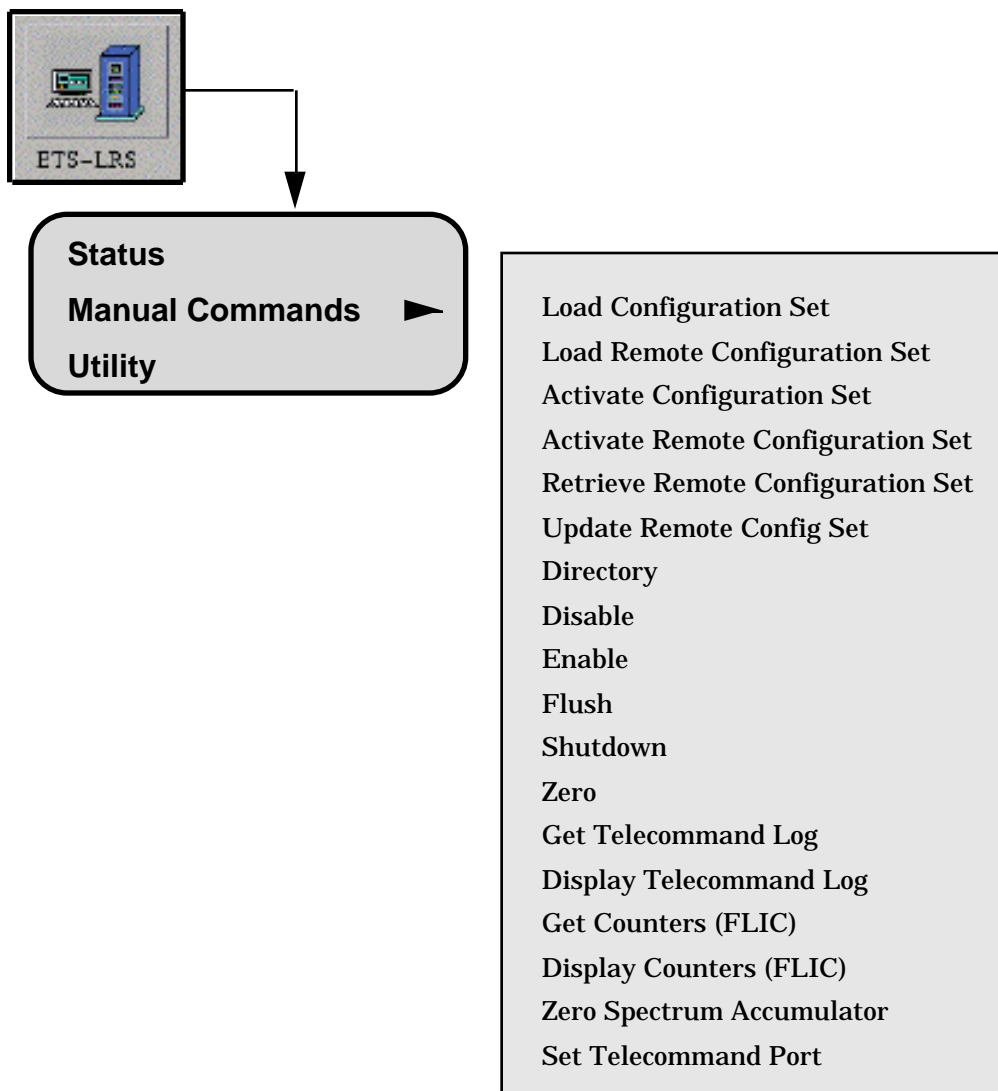 ETS-LRS
Status
Manual Commands
Utility
Load Configuration Set
Load Remote Configuration Set
Activate Configuration Set
Activate Remote Configuration Set
Retrieve Remote Configuration Set
Update Remote Config Set
Directory
Disable
Enable
Flush
Shutdown
Zero
Get Telecommand Log
Display Telecommand Log
Get Counters (FLIC)
Display Counters (FLIC)
Zero Spectrum Accumulator
Set Telecommand Port